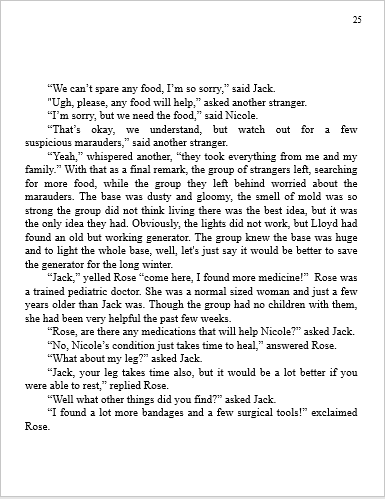 25
“We can’t spare any food, I’m so sorry,” said Jack.
"Ugh, please, any food will help,” asked another stranger.
“I’m sorry, but we need the food,” said Nicole.
“That’s okay, we understand, but watch out for a few
suspicious marauders,” said another stranger.
“Yeah,” whispered another, “they took everything from me and my
family.” With that as a final remark, the group of strangers left, searching
for more food, while the group they left behind worried about the
marauders. The base was dusty and gloomy, the smell of mold was so
strong the group did not think living there was the best idea, but it was
the only idea they had. Obviously, the lights did not work, but Lloyd had
found an old but working generator. The group knew the base was huge
and to light the whole base, well, let's just say it would be better to save
the generator for the long winter.
“Jack,” yelled Rose “come here, I found more medicine!” Rose was
a trained pediatric doctor. She was a normal sized woman and just a few
years older than Jack was. Though the group had no children with them,
she had been very helpful the past few weeks.
“Rose, are there any medications that will help Nicole?” asked Jack.
“No, Nicole’s condition just takes time to heal,” answered Rose.
“What about my leg?” asked Jack.
“Jack, your leg takes time also, but it would be a lot better if you
were able to rest,” replied Rose.
“Well what other things did you find?” asked Jack.
“I found a lot more bandages and a few surgical tools!” exclaimed
Rose.